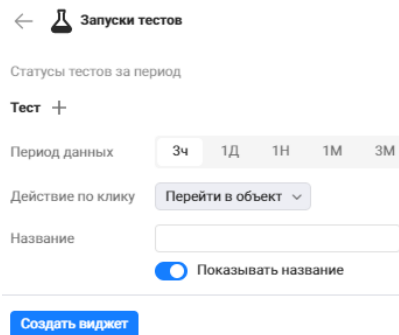 Запуски тестов
Статусы тестов за период
Тест +
Период данных 3ч 1Д 1Н 1М 3М
Действие по клику Перейти в объект
Название
Показывать название
Создать виджет